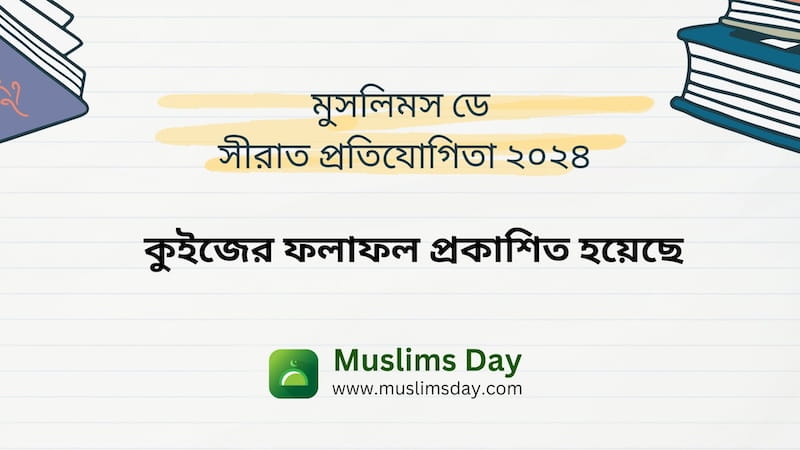 মুসলিমস ডে
সীরাত প্রতিযোগিতা ২০২৪
কুইজের ফলাফল প্রকাশিত হয়েছে
Muslims Day
www.muslimsday.com